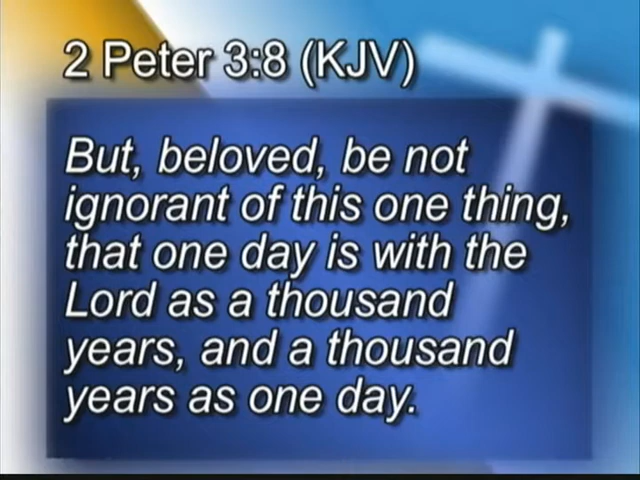 2 Peter 3:8 (KJV)
But, beloved, be not
ignorant of this one thing,
that one day is with the
Lord as a thousand
years, and a thousand
years as one day.